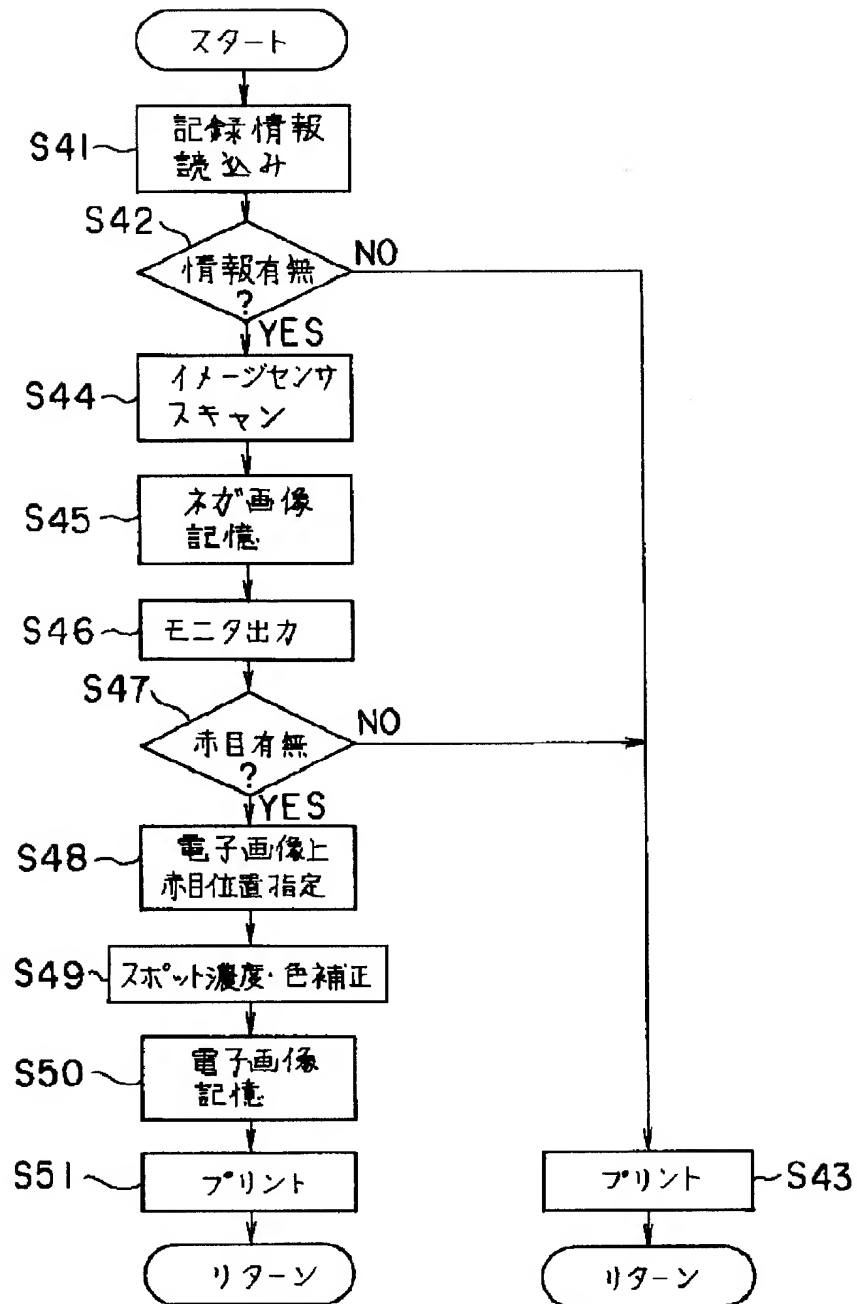 スタート
S41
記録情報
読込み
S42
情報有無
?
NO
YES
S44
イメージセンサ
スキャン
S45
ネガ画像
記憶
S46
モニタ出力
S47
赤目有無
?
NO
YES
S48
電子画像上
赤目位置指定
S49
スポット濃度・色補正
S50
電子画像
記憶
S51
プリント
プリント
S43
リターン
リターン